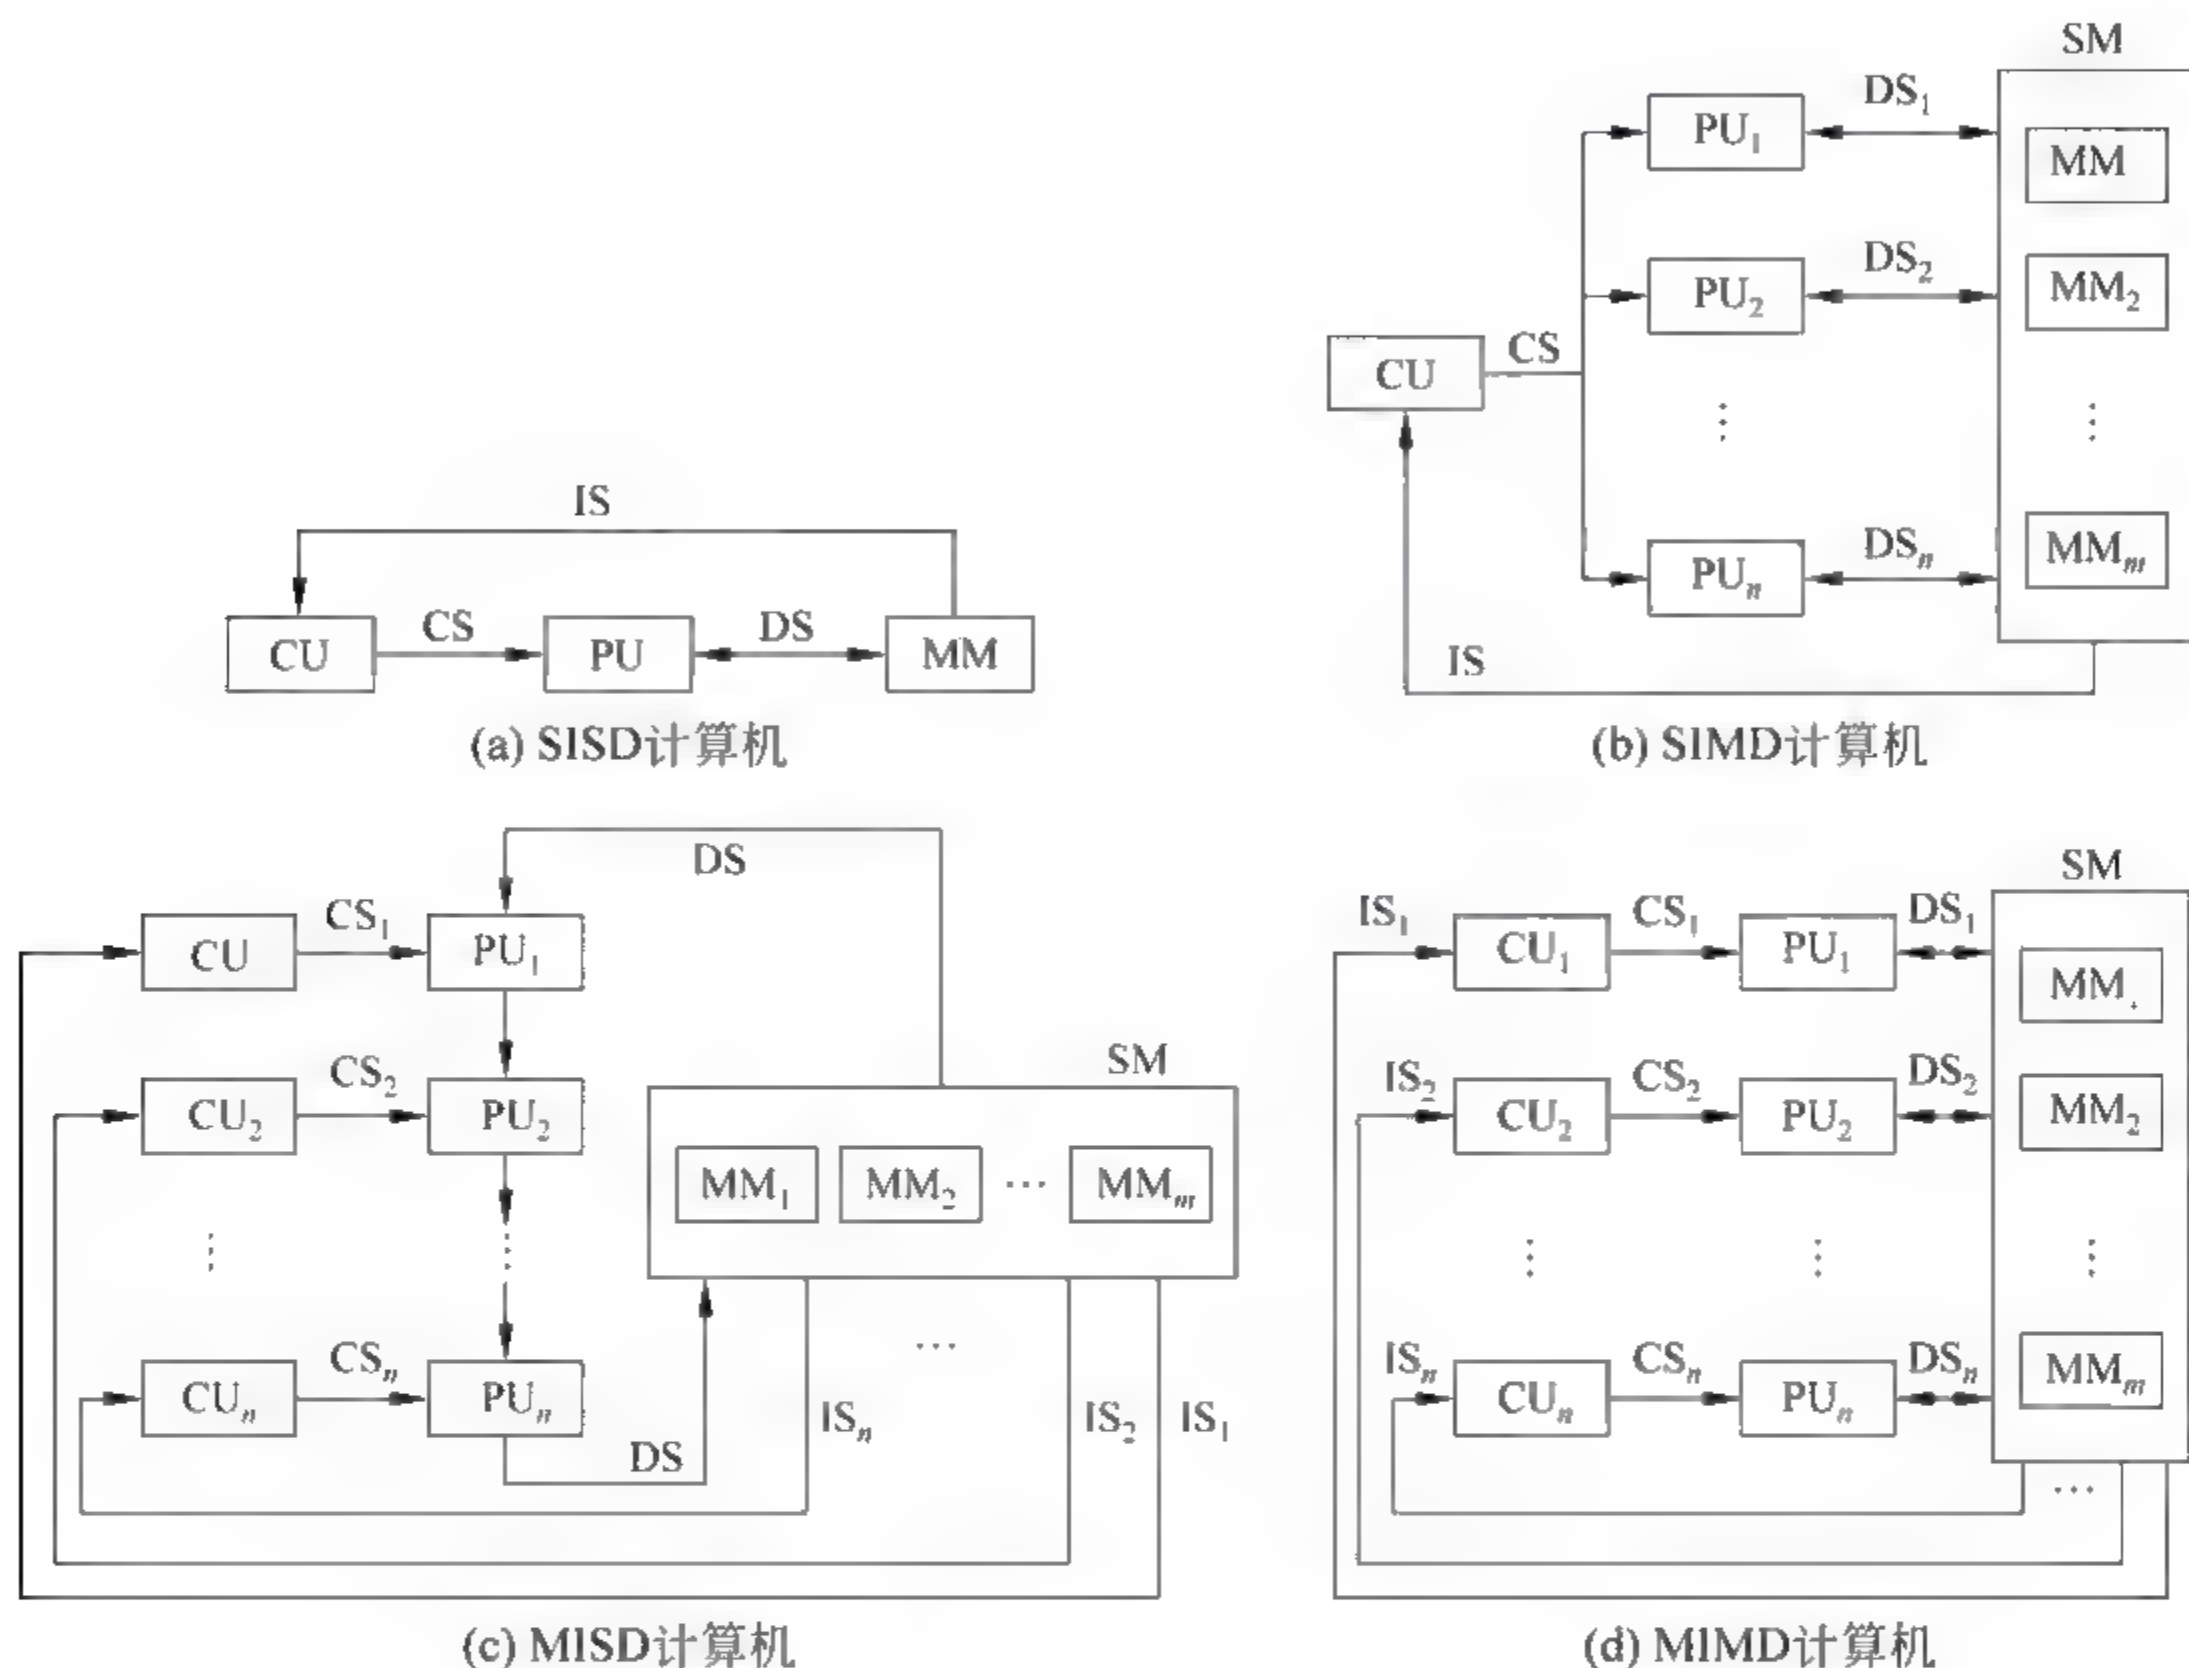 IS
CU
CS
PU
DS
MM
(a) SISD计算机
SM
PU₁
DS₁
MM
PU₂
DS₂
MM₂
CU
CS
⋮
⋮
PUₙ
DSₙ
MMₘ
IS
(b) SIMD计算机
DS
CU
CS₁
PU₁
CU₂
CS₂
PU₂
SM
MM₁
MM₂
…
MMₘ
⋮
⋮
…
CUₙ
CSₙ
PUₙ
DS
ISₙ
IS₂
IS₁
(c) MISD计算机
SM
IS₁
CU₁
CS₁
PU₁
DS₁
MM
IS₂
CU₂
CS₂
PU₂
DS₂
MM₂
⋮
⋮
⋮
ISₙ
CUₙ
CSₙ
PUₙ
DSₙ
MMₘ
…
(d) MIMD计算机